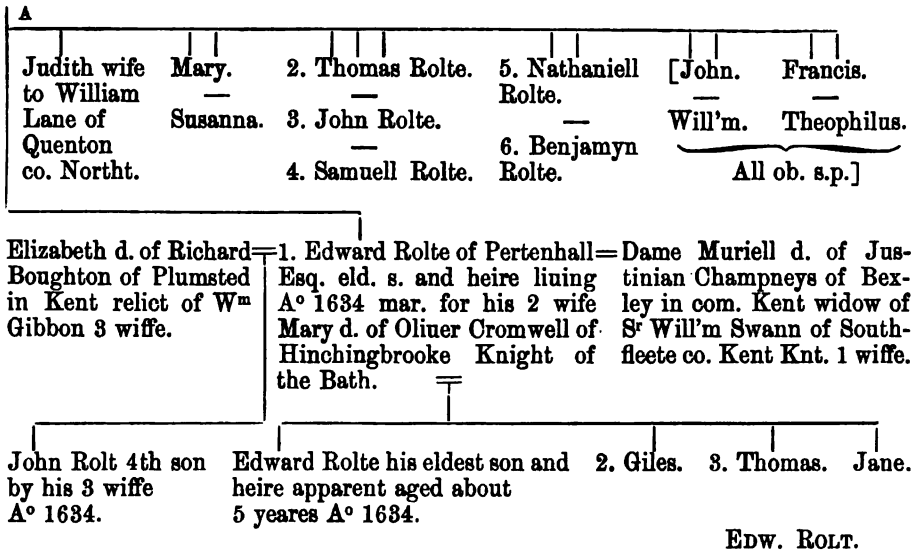 A
Judith wife
to William
Lane of
Quenton
co. Northt.
Mary.
—
Susanna.
2. Thomas Rolte.
—
3. John Rolte.
—
4. Samuell Rolte.
5. Nathaniell
Rolte.
—
6. Benjamyn
Rolte.
[John.
—
Will'm.
Francis.
—
Theophilus.
All ob. s.p.]
Elizabeth d. of Richard
Boughton of Plumsted
in Kent relict of Wᵐ
Gibbon 3 wiffe.
1. Edward Rolte of Pertenhall
Esq. eld. s. and heire liuing
Aº 1634 mar. for his 2 wife
Mary d. of Oliuer Cromwell of
Hinchingbrooke Knight of
the Bath.
Dame Muriell d. of Jus-
tinian Champneys of Bex-
ley in com. Kent widow of
Sʳ Will'm Swann of South-
fleete co. Kent Knt. 1 wiffe.
John Rolt 4th son
by his 3 wiffe
Aº 1634.
Edward Rolte his eldest son and
heire apparent aged about
5 yeares Aº 1634.
2. Giles.
3. Thomas.
Jane.
Edw. Rolt.